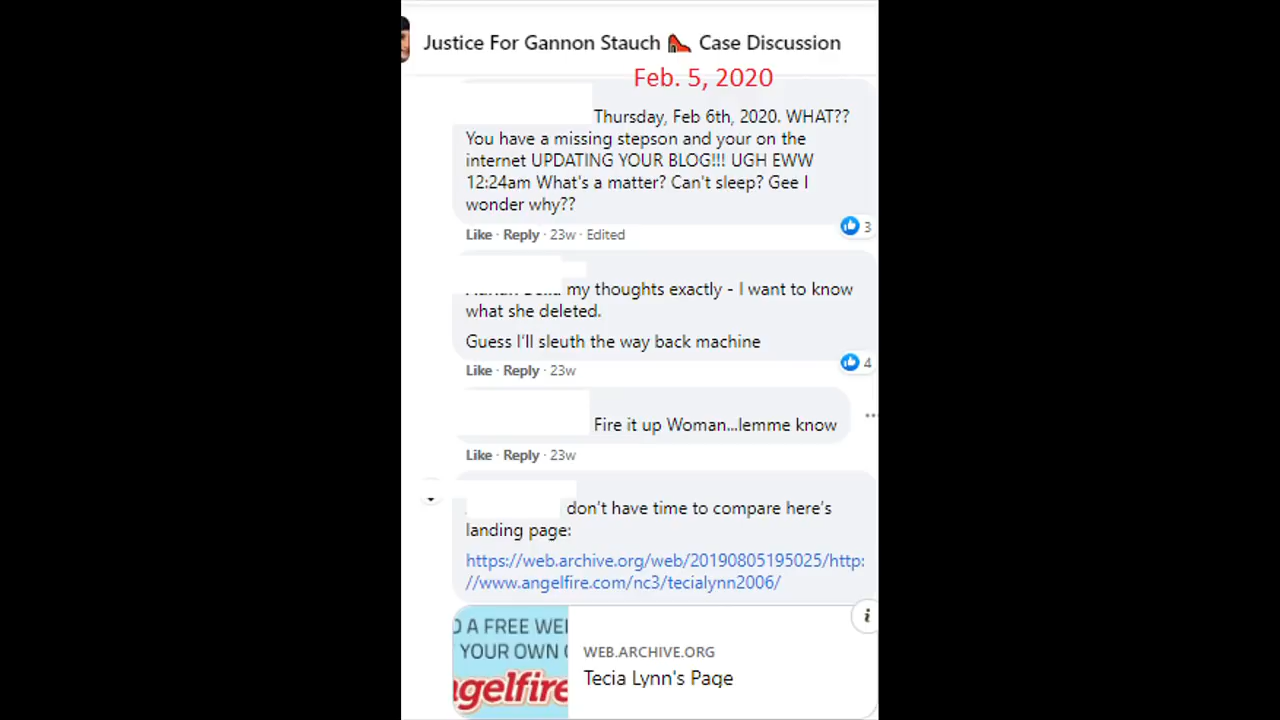 Justice For Gannon Stauch 👠 Case Discussion
Feb. 5, 2020
Thursday, Feb 6th, 2020. WHAT??
You have a missing stepson and your on the
internet UPDATING YOUR BLOG!!! UGH EWW
12:24am What's a matter? Can't sleep? Gee I
wonder why??
Like · Reply · 23w · Edited
3
my thoughts exactly - I want to know
what she deleted.
Guess I'll sleuth the way back machine
Like · Reply · 23w
4
Fire it up Woman...lemme know
Like · Reply · 23w
don't have time to compare here's
landing page:
https://web.archive.org/web/20190805195025/http:
//www.angelfire.com/nc3/tecialynn2006/
D A FREE WE
YOUR OWN
ngelfire
WEB.ARCHIVE.ORG
Tecia Lynn's Page